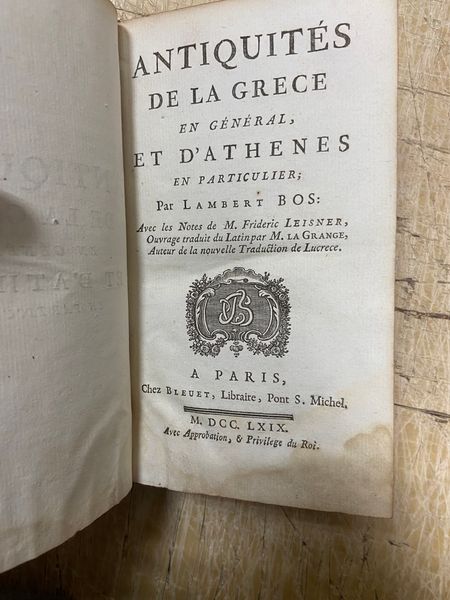 ANTIQUITÉS
DE LA GRECE
EN GÉNÉRAL,
ET D'ATHENES
EN PARTICULIER;
Par LAMBERT BOS:
Avec les Notes de M. Fréderic LEISNER,
Ouvrage traduit du Latin par M. LA GRANGE,
Auteur de la nouvelle Traduction de Lucrece.
A PARIS,
Chez BLEUET, Libraire, Pont S. Michel.
M. DCC. LXIX.
Avec Approbation, & Privilege du Roi.